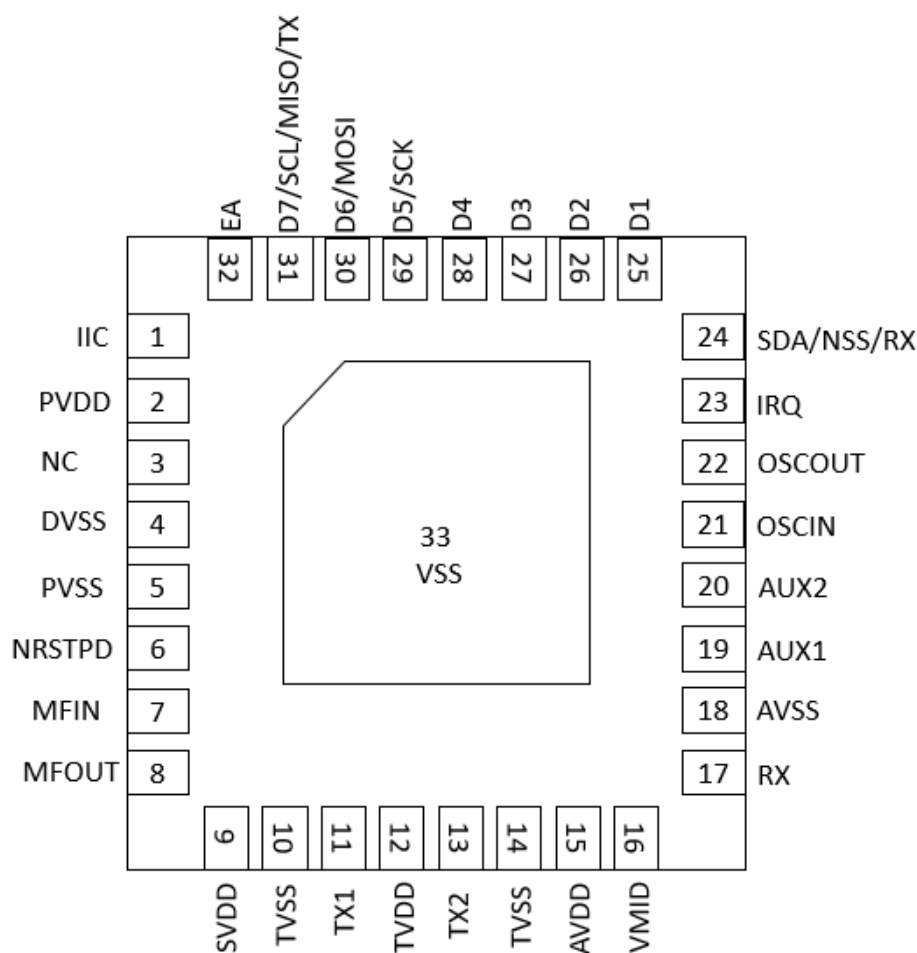 EA
D7/SCL/MISO/TX
D6/MOSI
D5/SCK
D4
D3
D2
D1
32
31
30
29
28
27
26
25
IIC 1
PVDD 2
NC 3
DVSS 4
PVSS 5
NRSTPD 6
MFIN 7
MFOUT 8
33
VSS
24 SDA/NSS/RX
23 IRQ
22 OSCOUT
21 OSCIN
20 AUX2
19 AUX1
18 AVSS
17 RX
9
10
11
12
13
14
15
16
SVDD
TVSS
TX1
TVDD
TX2
TVSS
AVDD
VMID